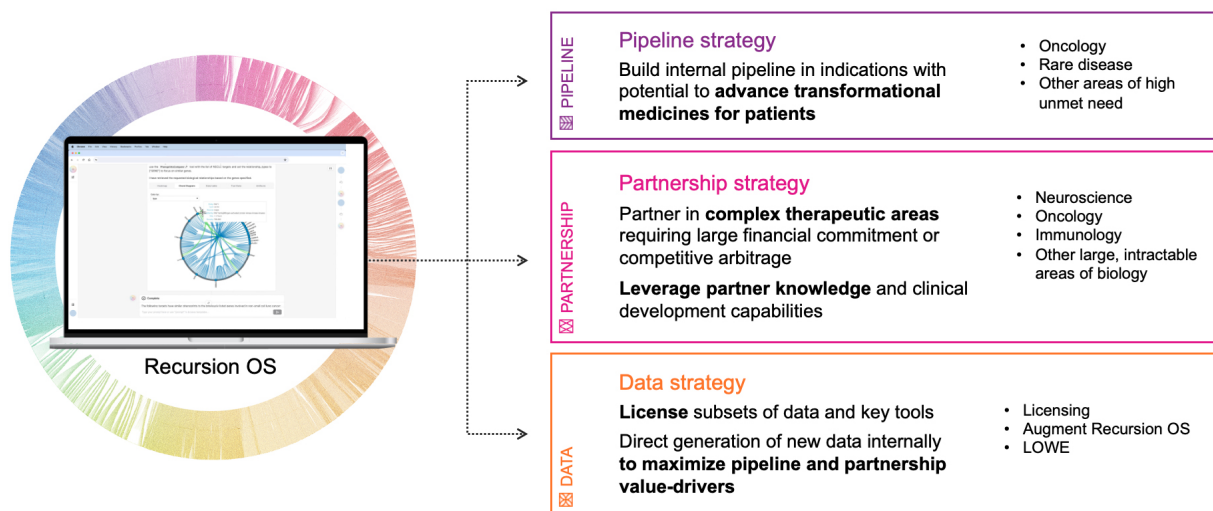 Recursion OS
PIPELINE
Pipeline strategy
Build internal pipeline in indications with
potential to advance transformational
medicines for patients
• Oncology
• Rare disease
• Other areas of high
unmet need
PARTNERSHIP
Partnership strategy
Partner in complex therapeutic areas
requiring large financial commitment or
competitive arbitrage
Leverage partner knowledge and clinical
development capabilities
• Neuroscience
• Oncology
• Immunology
• Other large, intractable
areas of biology
DATA
Data strategy
License subsets of data and key tools
Direct generation of new data internally
to maximize pipeline and partnership
value-drivers
• Licensing
• Augment Recursion OS
• LOWE